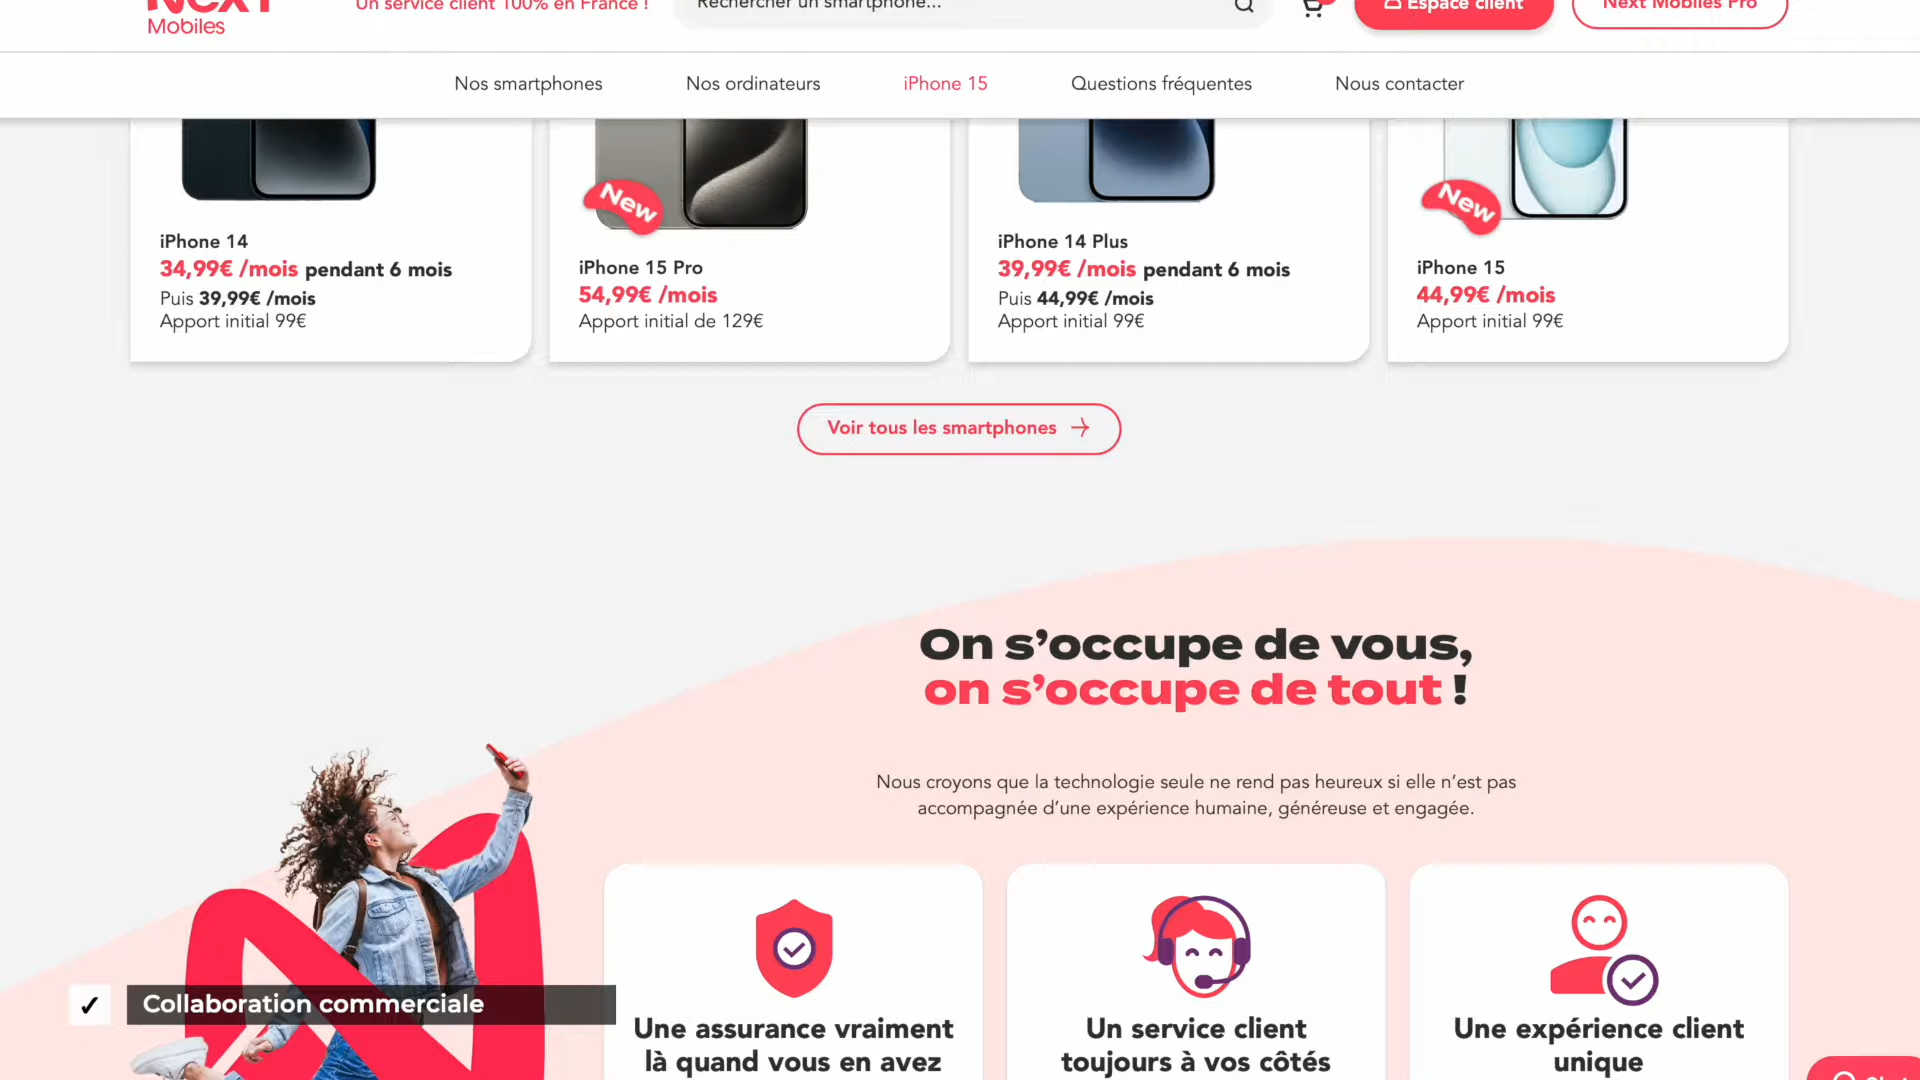 Next
Mobiles
Un service client 100% en France !
Rechercher un smartphone...
Espace client
Next Mobiles Pro
Nos smartphones
Nos ordinateurs
iPhone 15
Questions fréquentes
Nous contacter
iPhone 14
34,99€ /mois pendant 6 mois
Puis 39,99€ /mois
Apport initial 99€
New
iPhone 15 Pro
54,99€ /mois
Apport initial de 129€
iPhone 14 Plus
39,99€ /mois pendant 6 mois
Puis 44,99€ /mois
Apport initial 99€
New
iPhone 15
44,99€ /mois
Apport initial 99€
Voir tous les smartphones
On s’occupe de vous,
on s’occupe de tout !
Nous croyons que la technologie seule ne rend pas heureux si elle n’est pas
accompagnée d’une expérience humaine, généreuse et engagée.
Collaboration commerciale
Une assurance vraiment
là quand vous en avez
Un service client
toujours à vos côtés
Une expérience client
unique